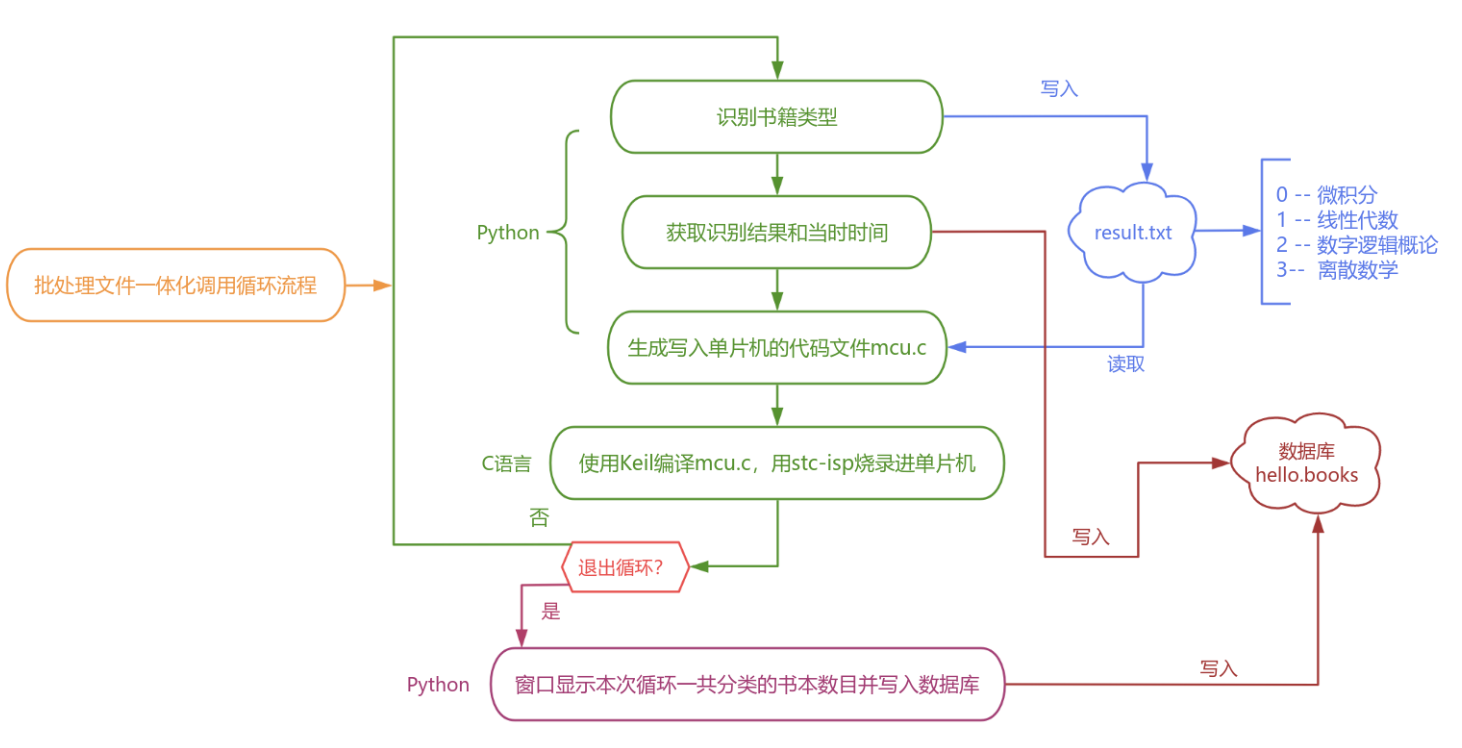 识别书籍类型
写入
0 -- 微积分
1 -- 线性代数
2 -- 数字逻辑概论
3-- 离散数学
result.txt
Python
获取识别结果和当时时间
批处理文件一体化调用循环流程
生成写入单片机的代码文件mcu.c
读取
C语言
使用Keil编译mcu.c，用stc-isp烧录进单片机
数据库
hello.books
否
写入
退出循环？
是
Python
窗口显示本次循环一共分类的书本数目并写入数据库
写入